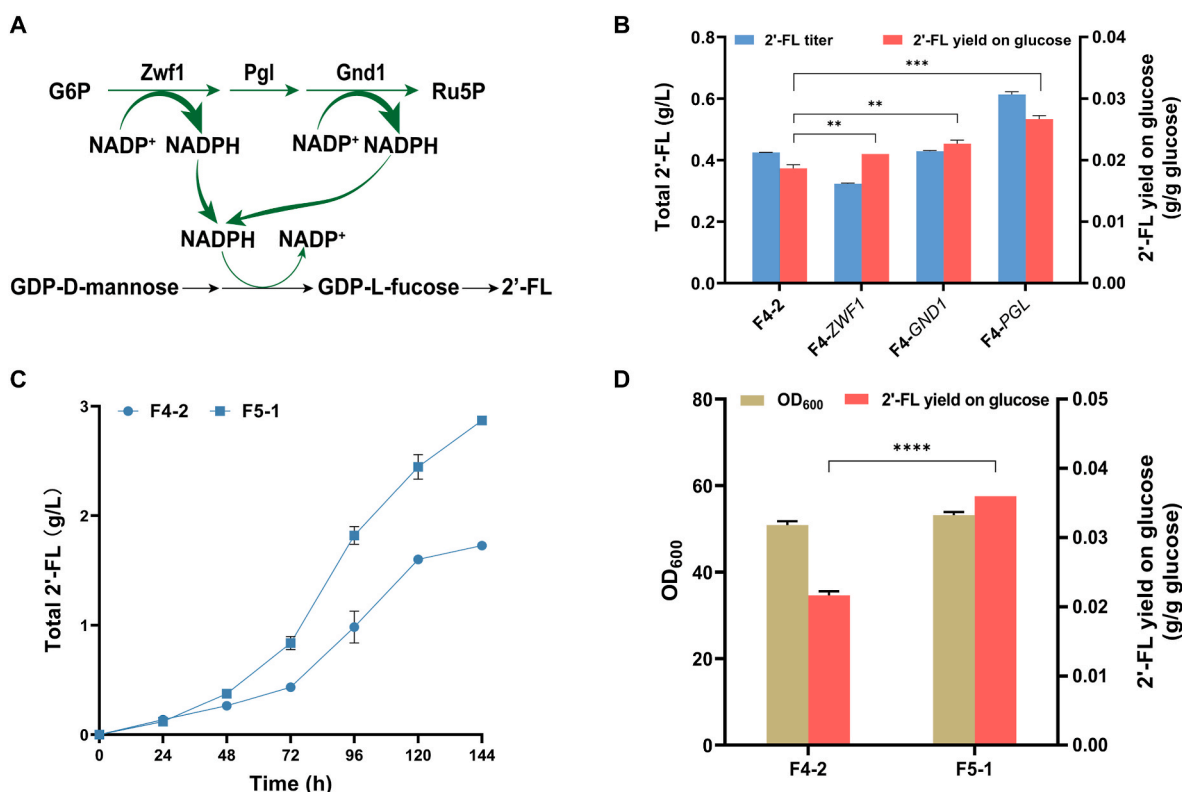 A
Zwf1 Pgl Gnd1
G6P Ru5P
NADP+ NADPH NADP+ NADPH
NADPH NADP+
GDP-D-mannose GDP-L-fucose 2'-FL
B
2'-FL titer 2'-FL yield on glucose
Total 2'-FL (g/L)
0.8
0.6
0.4
0.2
0.0
***
**
**
0.04
0.03
0.02
0.01
0.00
2'-FL yield on glucose
(g/g glucose)
F4-2 F4-ZWF1 F4-GND1 F4-PGL
C
F4-2 F5-1
Total 2'-FL (g/L)
3
2
1
0
0 24 48 72 96 120 144
Time (h)
D
OD600 2'-FL yield on glucose
OD600
80
60
40
60
20
0
****
0.05
0.04
0.03
0.02
0.01
0.00
2'-FL yield on glucose
(g/g glucose)
F4-2 F5-1